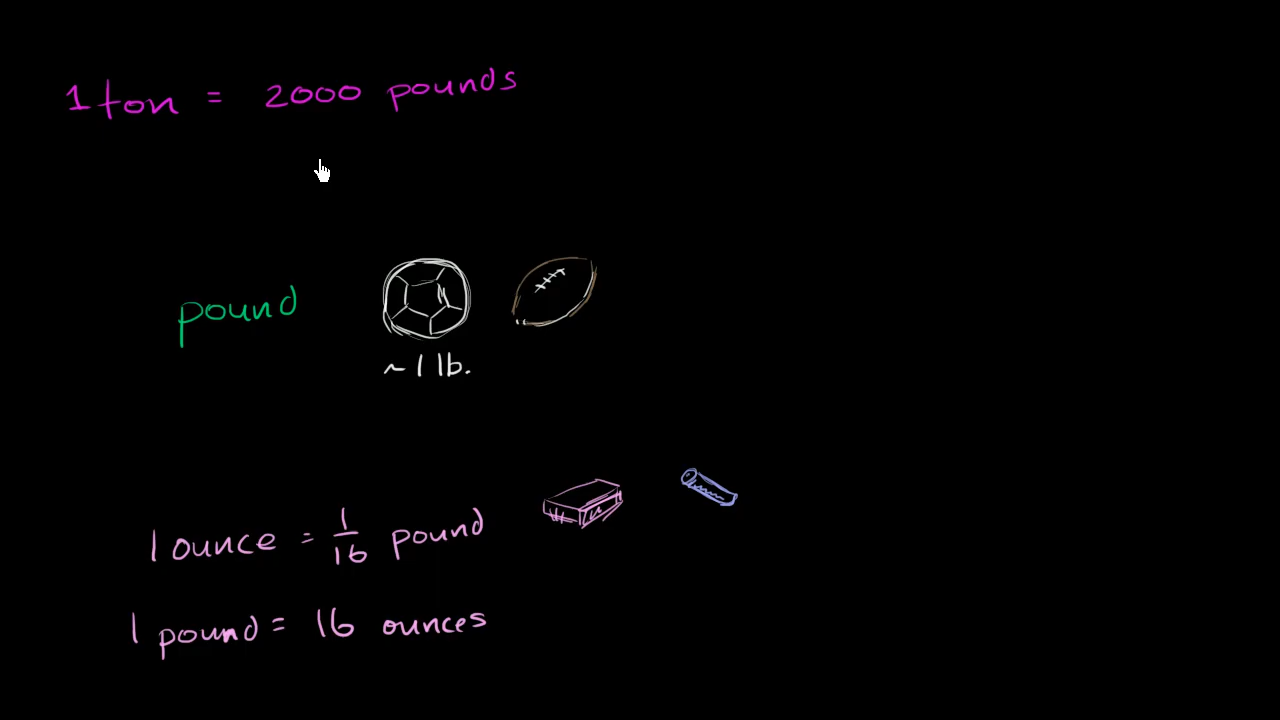 1 ton = 2000 pounds
pound
~ 1 lb.
1 ounce = 1/16 pound
1 pound = 16 ounces